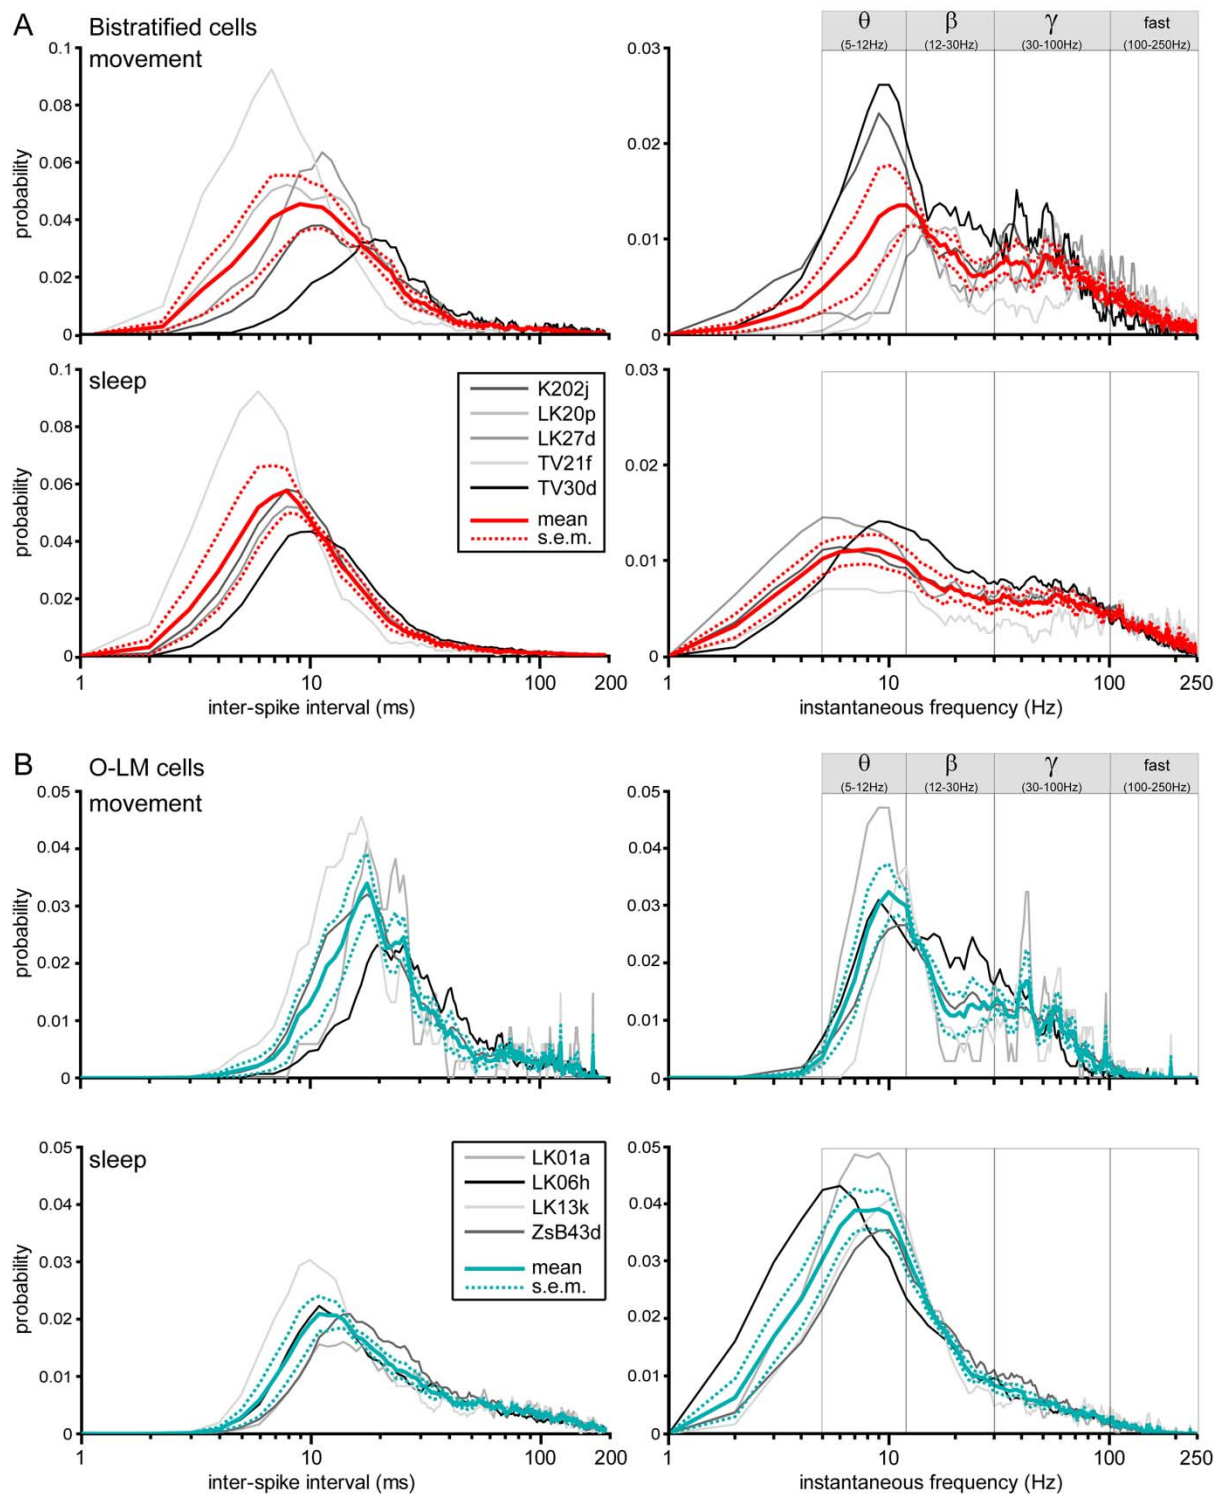 A
Bistratified cells
movement
θ β γ fast
(5-12Hz) (12-30Hz) (30-100Hz) (100-250Hz)
0.1
0.08
0.06
0.04
0.02
0
probability
0.03
0.02
0.01
0
probability
sleep
0.1
0.08
0.06
0.04
0.02
0
probability
1 10 100 200
inter-spike interval (ms)
K202j
LK20p
LK27d
TV21f
TV30d
mean
s.e.m.
0.03
0.02
0.01
0
probability
1 10 100 250
instantaneous frequency (Hz)
B
O-LM cells
movement
θ β γ fast
(5-12Hz) (12-30Hz) (30-100Hz) (100-250Hz)
0.05
0.04
0.03
0.02
0.01
0
probability
0.05
0.04
0.03
0.02
0.01
0
probability
sleep
0.05
0.04
0.03
0.02
0.01
0
probability
1 10 100 200
inter-spike interval (ms)
LK01a
LK06h
LK13k
ZsB43d
mean
s.e.m.
0.05
0.04
0.03
0.02
0.01
0
probability
1 10 100 250
instantaneous frequency (Hz)